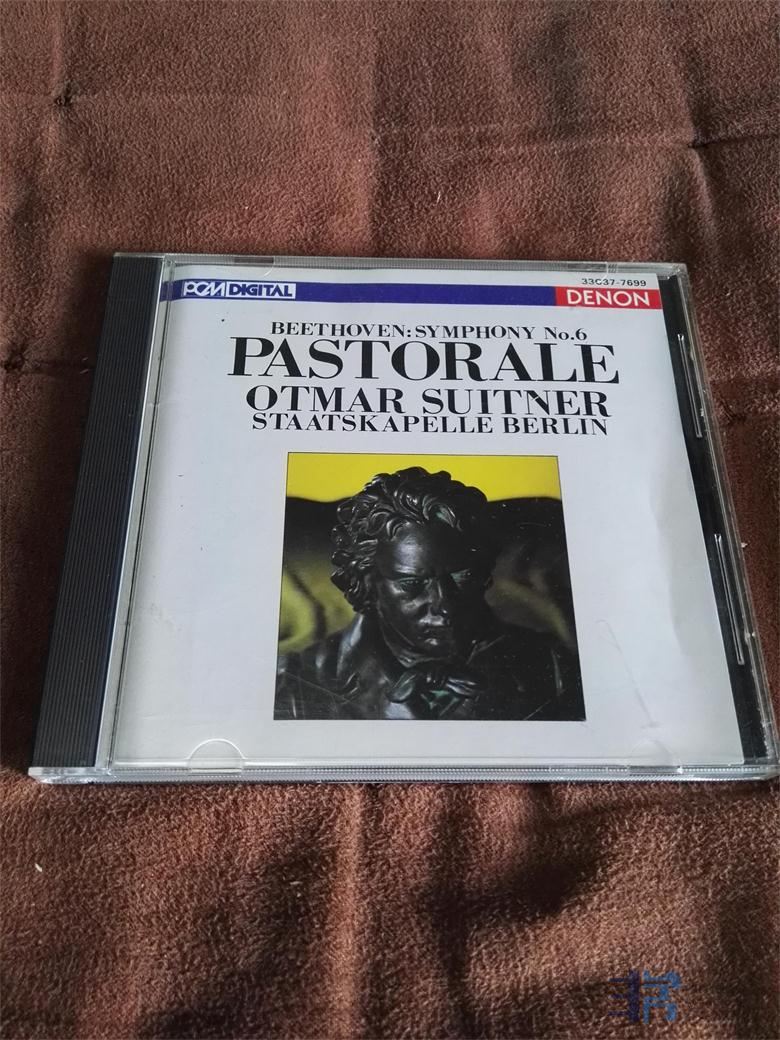 PCM DIGITAL
33C37-7699
DENON
BEETHOVEN: SYMPHONY No.6
PASTORALE
OTMAR SUITNER
STAATSKAPELLE BERLIN